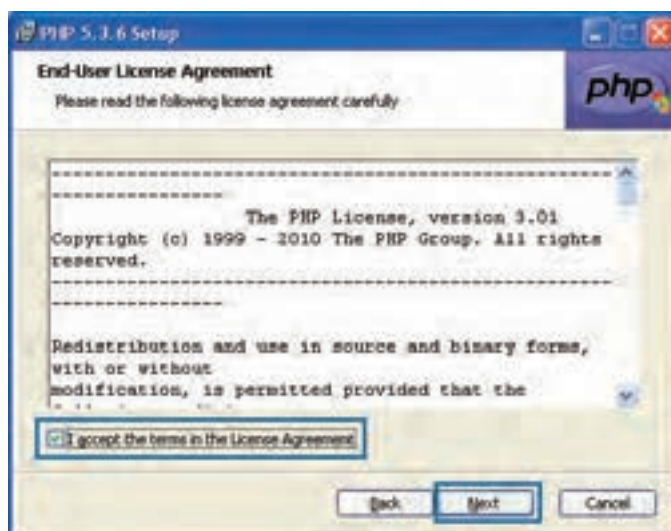 PHP 5.3.6 Setup
End-User License Agreement
Please read the following license agreement carefully
php
The PHP License, version 3.01
Copyright (c) 1999 - 2010 The PHP Group. All rights
reserved.
Redistribution and use in source and binary forms,
with or without
modification, is permitted provided that the
I accept the terms in the License Agreement
Back
Next
Cancel